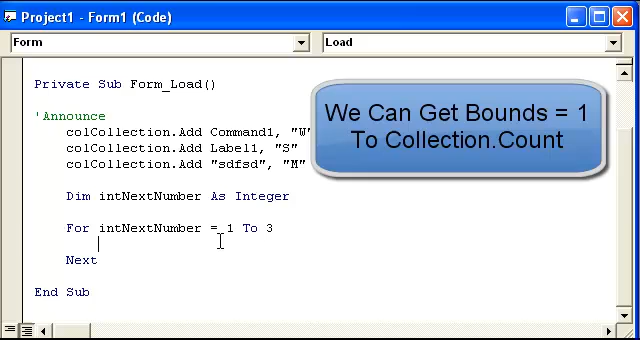 Project1 - Form1 (Code)
Form Load
Private Sub Form_Load()
'Announce
colCollection.Add Command1, "W"
colCollection.Add Label1, "S"
colCollection.Add "sdfsd", "M"
We Can Get Bounds = 1
To Collection.Count
Dim intNextNumber As Integer
For intNextNumber = 1 To 3
Next
End Sub